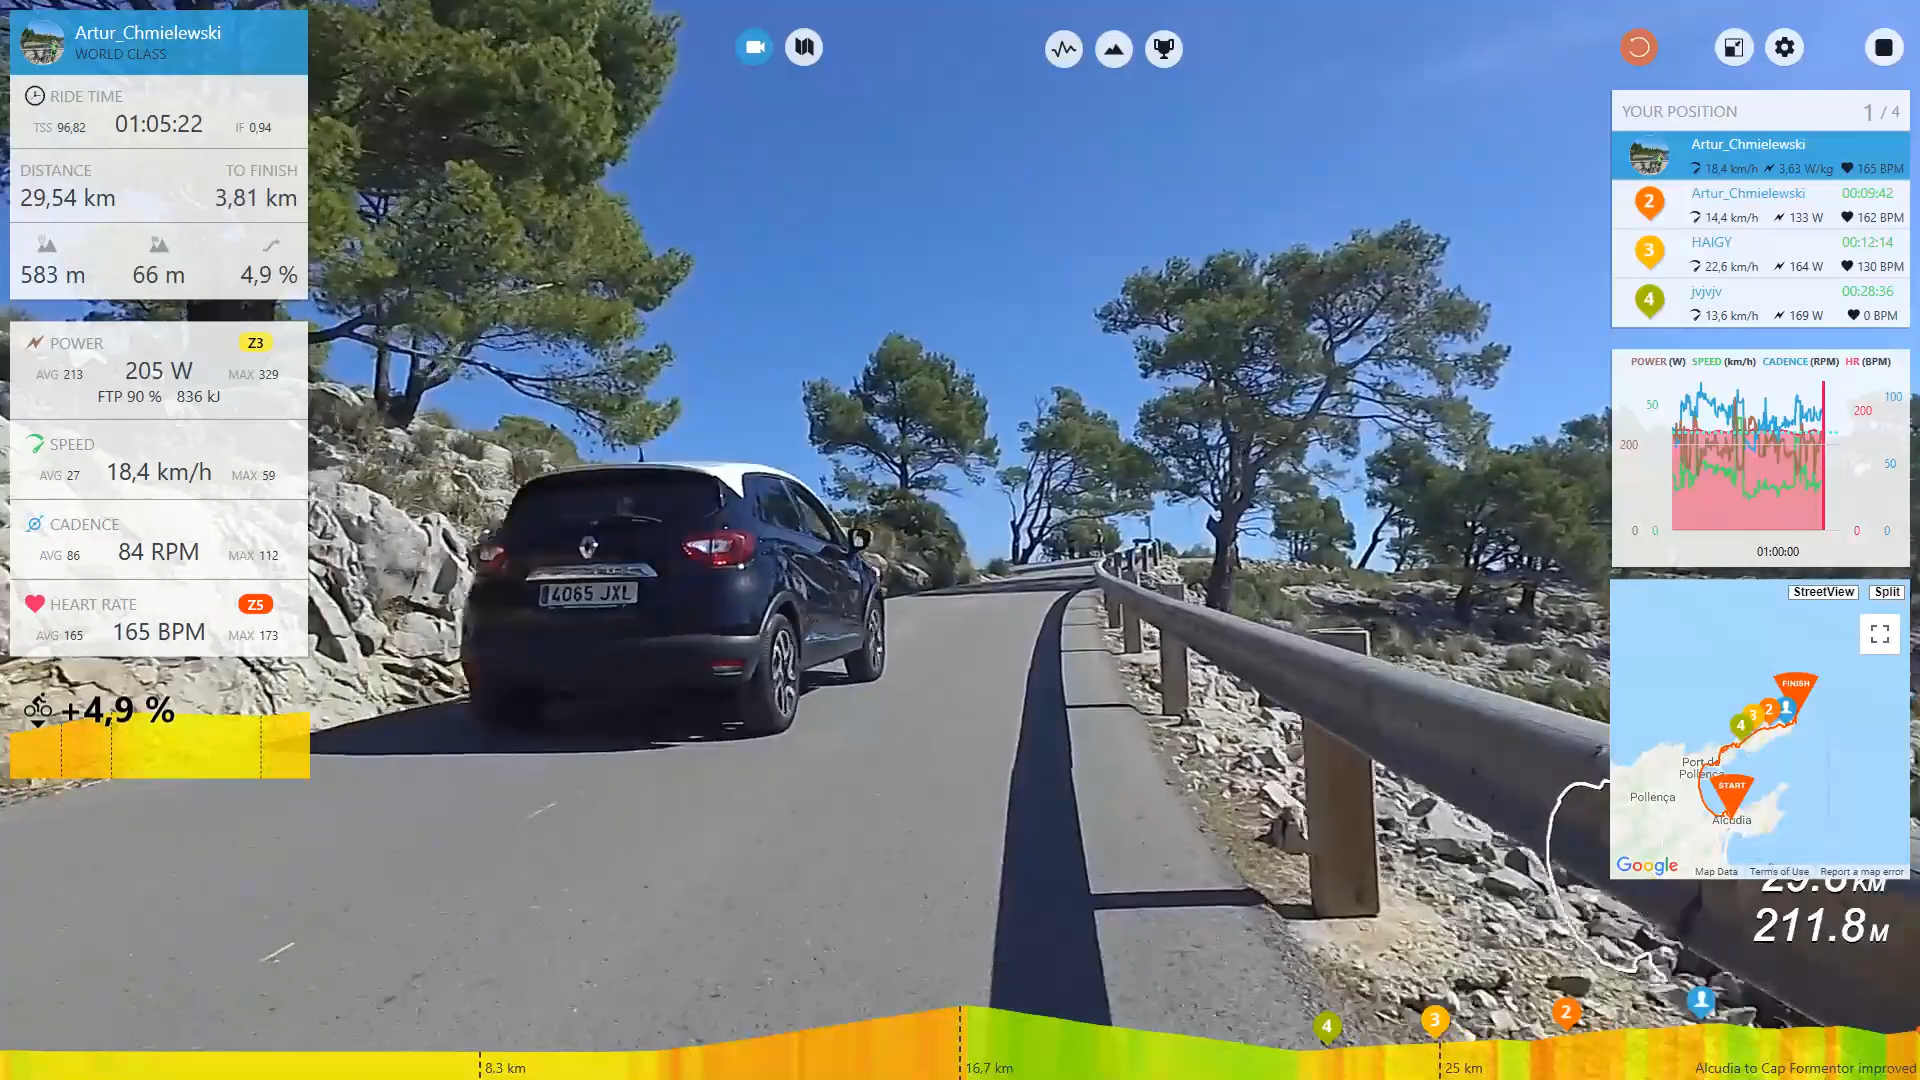 Artur_Chmielewski
WORLD CLASS
RIDE TIME
TSS 96,82 01:05:22 IF 0,94
DISTANCE TO FINISH
29,54 km 3,81 km
583 m 66 m 4,9 %
POWER Z3
AVG 213 205 W MAX 329
FTP 90 % 836 kJ
SPEED
AVG 27 18,4 km/h MAX 59
CADENCE
AVG 86 84 RPM MAX 112
HEART RATE Z5
AVG 165 165 BPM MAX 173
+4,9 %
4065 JXL
YOUR POSITION 1 / 4
Artur_Chmielewski
18,4 km/h 3,63 W/kg 165 BPM
2 Artur_Chmielewski 00:09:42
14,4 km/h 133 W 162 BPM
3 HAIGY 00:12:14
22,6 km/h 164 W 130 BPM
4 jvjvjv 00:28:36
13,6 km/h 169 W 0 BPM
POWER (W) SPEED (km/h) CADENCE (RPM) HR (BPM)
50 100
200
200
50
0 0 0 0
01:00:00
StreetView Split
FINISH
2
3
4
Port de
Pollença
START
Pollença
Alcudia
Google Map Data Terms of Use Report a map error
29.6 KM
211.8 M
4 3 2
8,3 km 16,7 km 25 km Alcudia to Cap Formentor improved